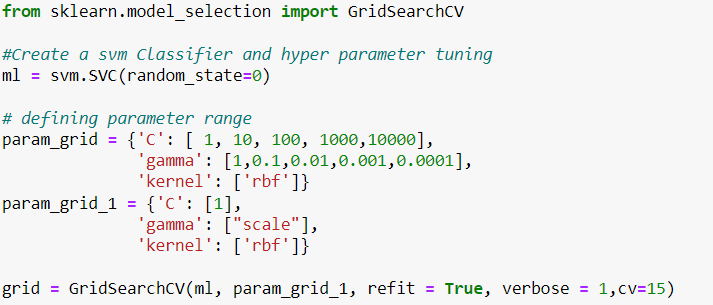 from sklearn.model_selection import GridSearchCV
#Create a svm Classifier and hyper parameter tuning
ml = svm.SVC(random_state=0)
# defining parameter range
param_grid = {'C': [ 1, 10, 100, 1000,10000],
'gamma': [1,0.1,0.01,0.001,0.0001],
'kernel': ['rbf']}
param_grid_1 = {'C': [1],
'gamma': ["scale"],
'kernel': ['rbf']}
grid = GridSearchCV(ml, param_grid_1, refit = True, verbose = 1,cv=15)